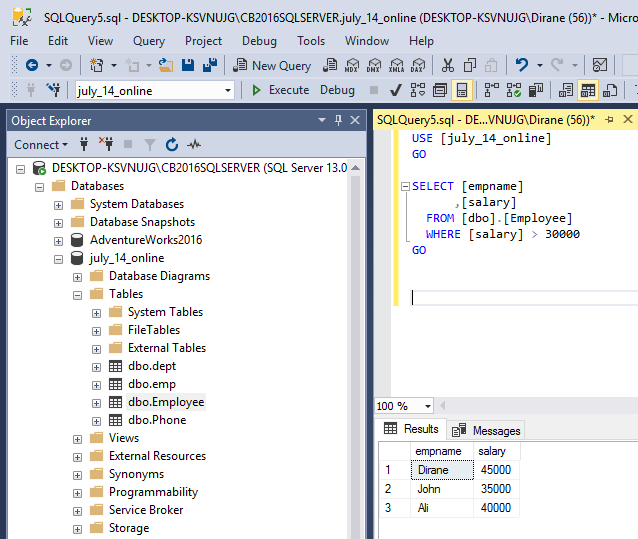 SQLQuery5.sql - DESKTOP-KSVNUJG\CB2016SQLSERVER.july_14_online (DESKTOP-KSVNUJG\Dirane (56))* - Micro
File Edit View Query Project Debug Tools Window Help
New Query MDX DMX XMLA DAX
july_14_online Execute Debug
Object Explorer
Connect
DESKTOP-KSVNUJG\CB2016SQLSERVER (SQL Server 13.0
Databases
System Databases
Database Snapshots
AdventureWorks2016
july_14_online
Database Diagrams
Tables
System Tables
FileTables
External Tables
dbo.dept
dbo.emp
dbo.Employee
dbo.Phone
Views
External Resources
Synonyms
Programmability
Service Broker
Storage
SQLQuery5.sql - DE...VNUJG\Dirane (56))*
USE [july_14_online]
GO
SELECT [empname]
,[salary]
FROM [dbo].[Employee]
WHERE [salary] > 30000
GO
100 %
Results Messages
empname salary
1 Dirane 45000
2 John 35000
3 Ali 40000